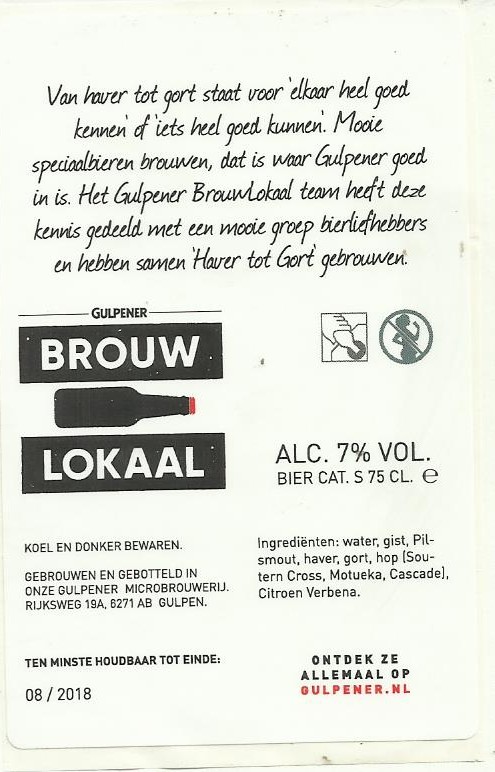 Van haver tot gort staat voor 'elkaar heel goed
kennen' of 'iets heel goed kunnen'. Mooie
speciaalbieren brouwen, dat is waar Gulpener goed
in is. Het Gulpener BrouwLokaal team heeft deze
kennis gedeeld met een mooie groep bierliefhebbers
en hebben samen 'Haver tot Gort' gebrouwen.
GULPENER
BROUW
LOKAAL
ALC. 7% VOL.
BIER CAT. S 75 CL. e
KOEL EN DONKER BEWAREN.
GEBROUWEN EN GEBOTTELD IN
ONZE GULPENER MICROBROUWERIJ.
RIJKSWEG 19A, 6271 AB GULPEN.
Ingrediënten: water, gist, Pil-
smout, haver, gort, hop (Sou-
tern Cross, Motueka, Cascade),
Citroen Verbena.
TEN MINSTE HOUDBAAR TOT EINDE:
08 / 2018
ONTDEK ZE
ALLEMAAL OP
GULPENER.NL